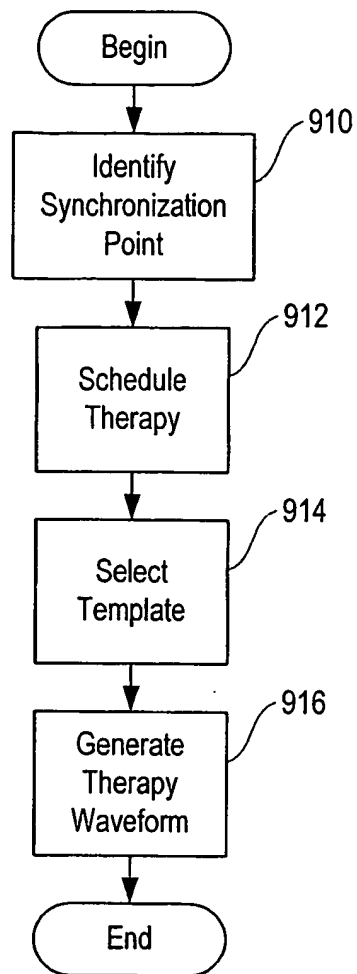 Begin
910
Identify
Synchronization
Point
912
Schedule
Therapy
914
Select
Template
916
Generate
Therapy
Waveform
End